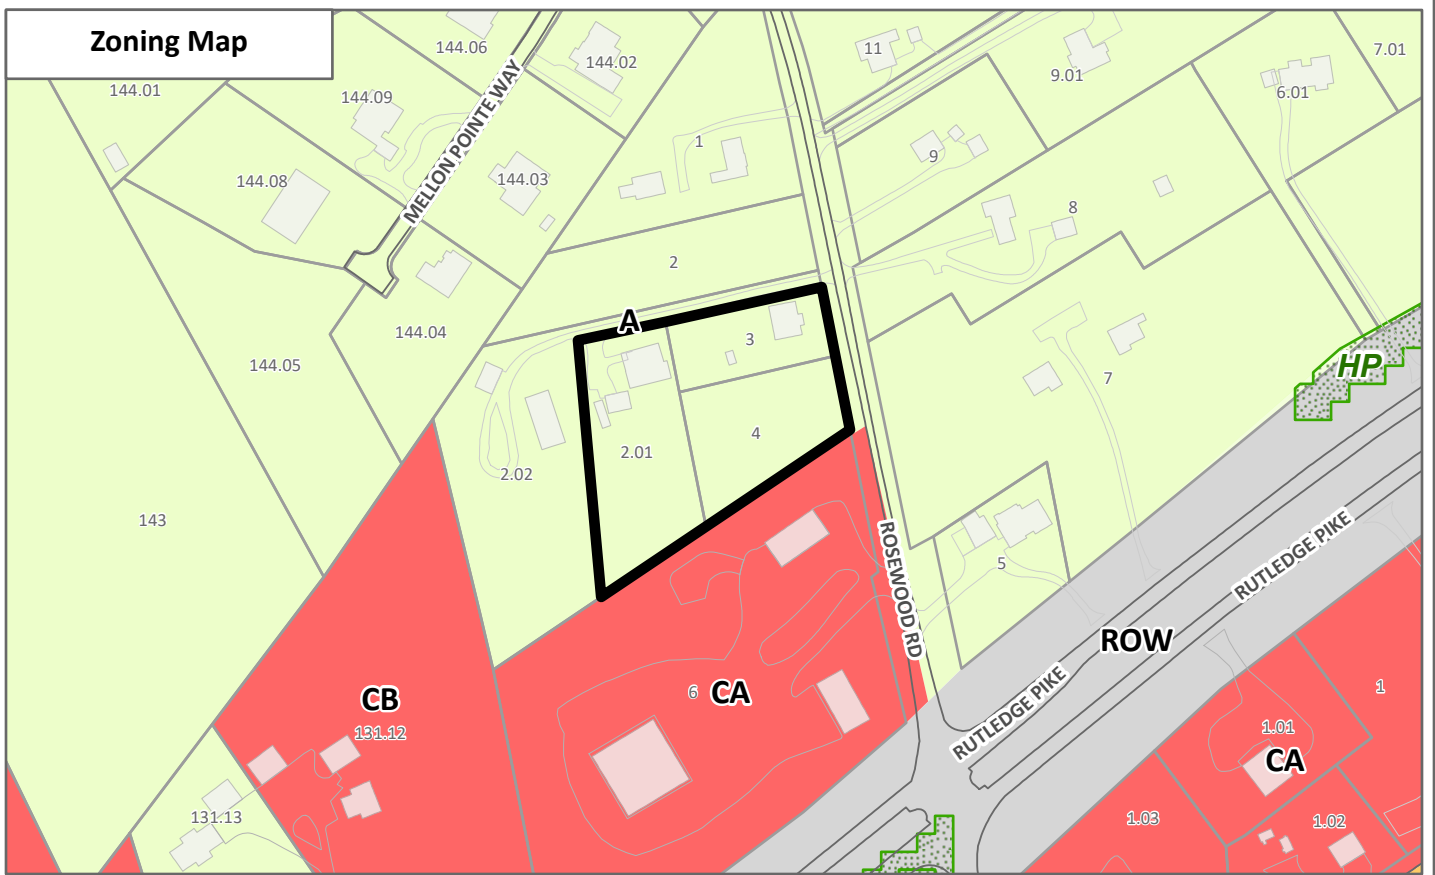 Zoning Map
144.06
144.02
11
9.01
7.01
6.01
144.01
144.09
MELLON POINTE WAY
1
9
144.08
144.03
8
2
A
3
144.04
144.05
HP
7
4
2.01
2.02
143
RUTLEDGE PIKE
ROSEWOOD RD
5
ROW
CB
131.12
6
CA
RUTLEDGE PIKE
1
1.01
CA
131.13
1.03
1.02